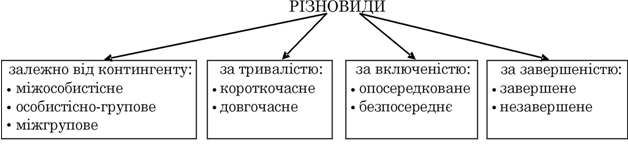 РІЗНОВИДИ
залежно від контингенту:
• міжособистісне
• особистісно-групове
• міжгрупове
за тривалістю:
• короткочасне
• довгочасне
за включеністю:
• опосередковане
• безпосереднє
за завершеністю:
• завершене
• незавершене